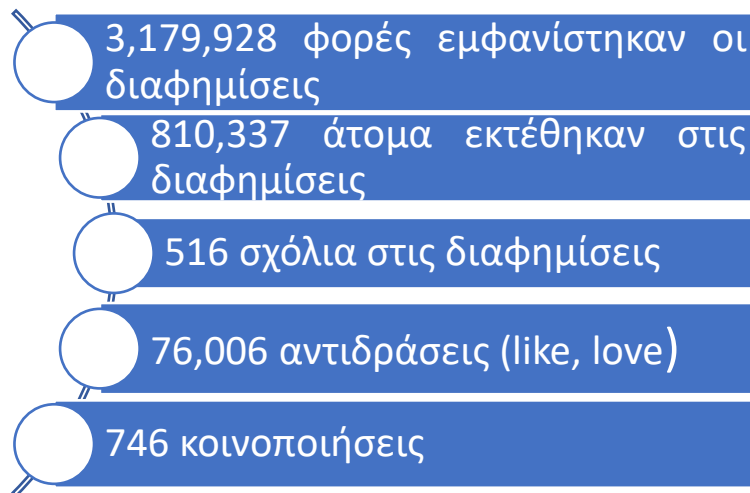 3,179,928 φορές εμφανίστηκαν οι
διαφημίσεις
810,337 άτομα εκτέθηκαν στις
διαφημίσεις
516 σχόλια στις διαφημίσεις
76,006 αντιδράσεις (like, love)
746 κοινοποιήσεις